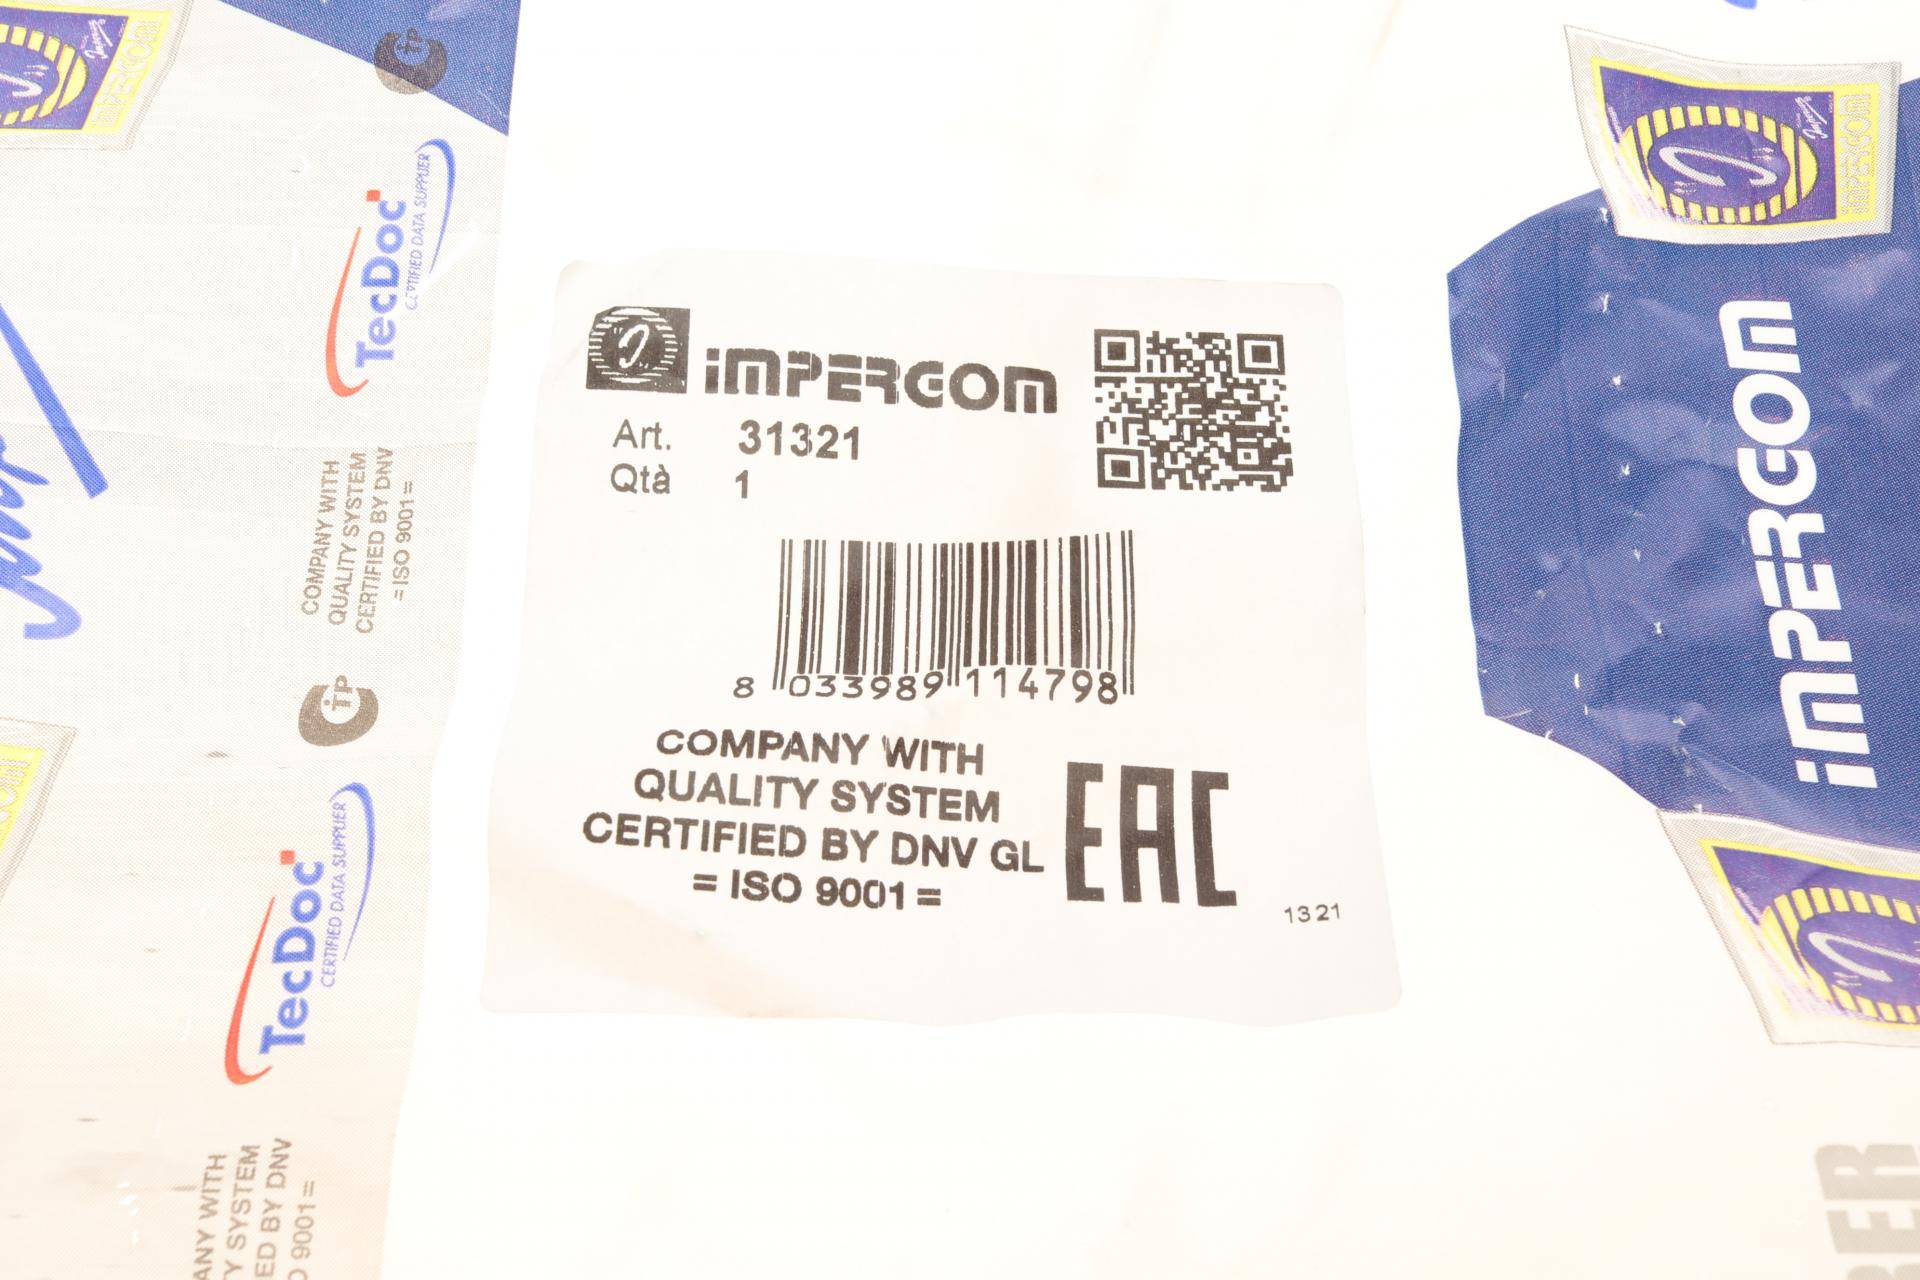 IMPERGOM
Art. 31321
Qtà 1
8 033989 114798
COMPANY WITH
QUALITY SYSTEM
CERTIFIED BY DNV GL
= ISO 9001 =
EAC
1321
TecDoc
CERTIFIED DATA SUPPLIER
COMPANY WITH
QUALITY SYSTEM
CERTIFIED BY DNV
= ISO 9001 =
TecDoc
CERTIFIED DATA SUPPLIER
IMPERGOM
IMPERGOM
IMPERGOM